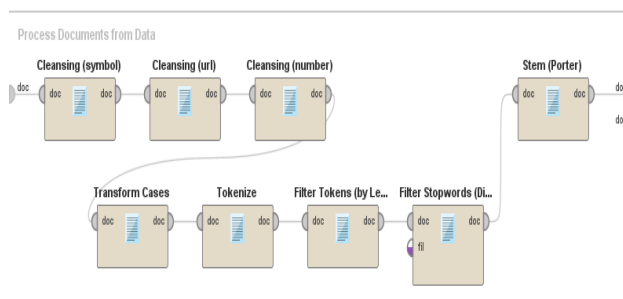 Process Documents from Data
Cleansing (symbol) Cleansing (url) Cleansing (number) Stem (Porter)
doc doc doc doc doc doc doc doc doc do
do
Transform Cases Tokenize Filter Tokens (by Le... Filter Stopwords (Di...
doc doc doc doc doc doc doc doc
fil